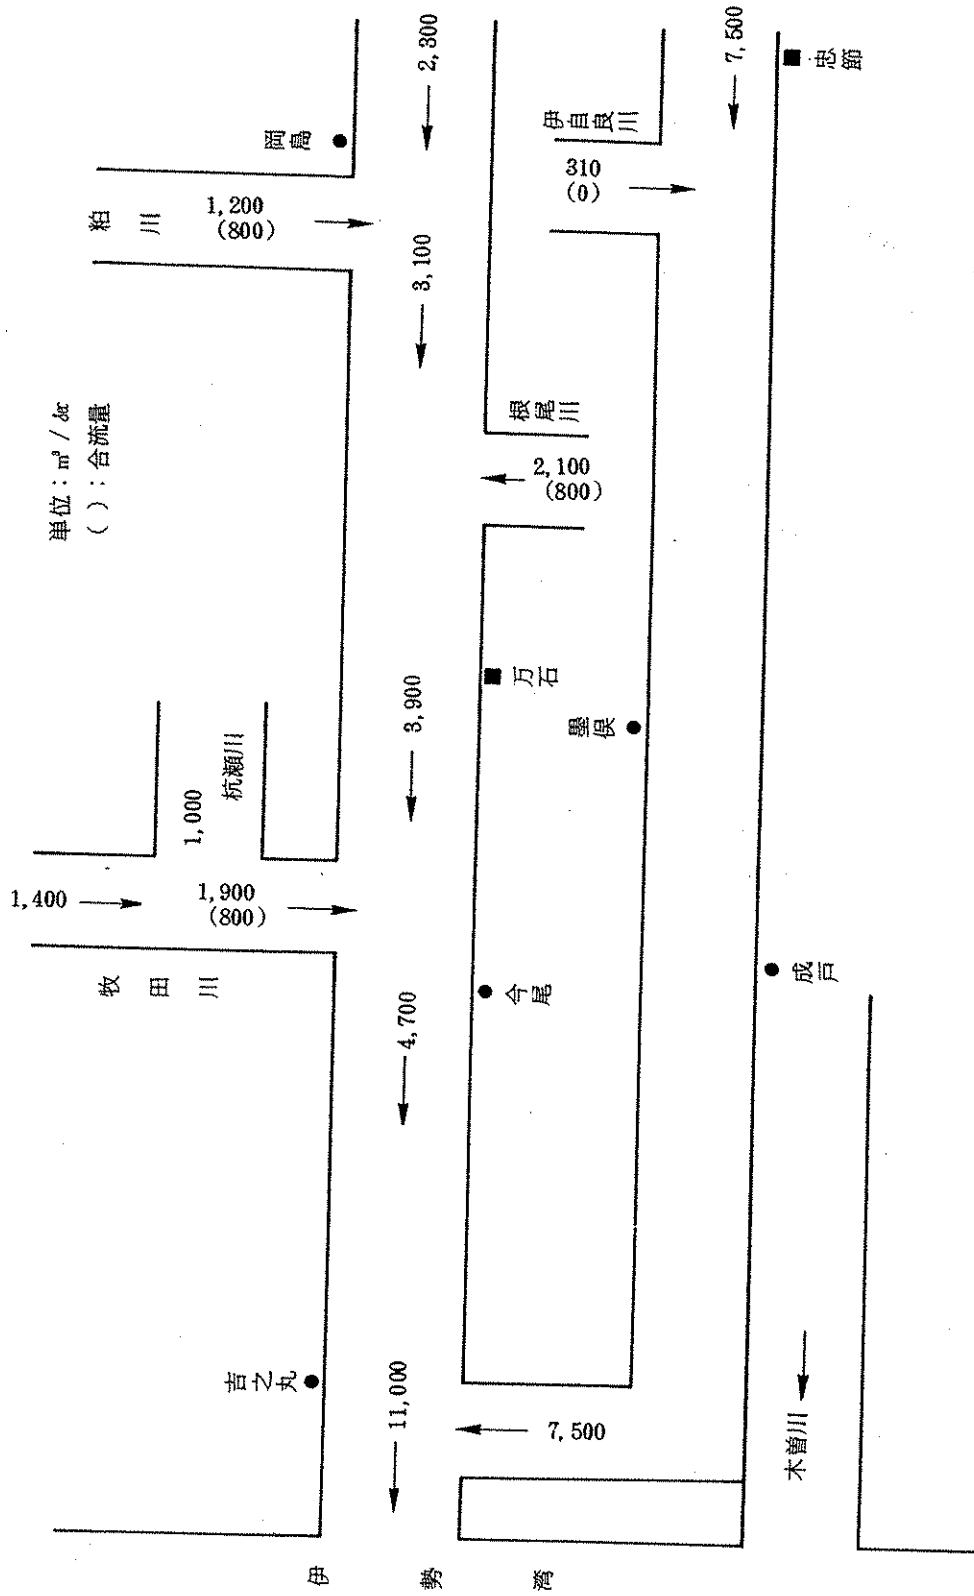 単位：m³／sec
（ ）：合流量
岡島
2,300
粕川
1,200
(800)
3,100
伊自良川
310
(0)
7,500
忠節
根尾川
2,100
(800)
万石
3,900
墨俣
杭瀬川
1,000
1,400
1,900
(800)
牧田川
4,700
今尾
成戸
吉之丸
11,000
7,500
木曽川
伊勢湾